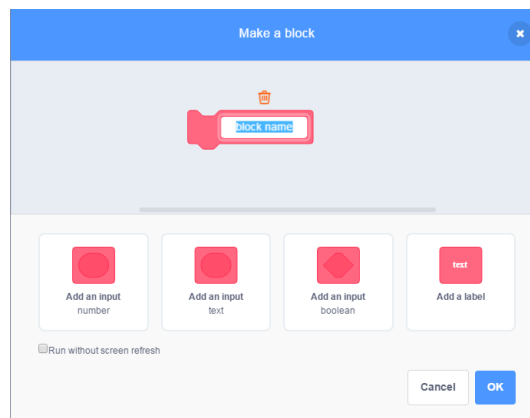 Make a block
block name
Add an input
number
Add an input
text
Add an input
boolean
text
Add a label
Run without screen refresh
Cancel
OK